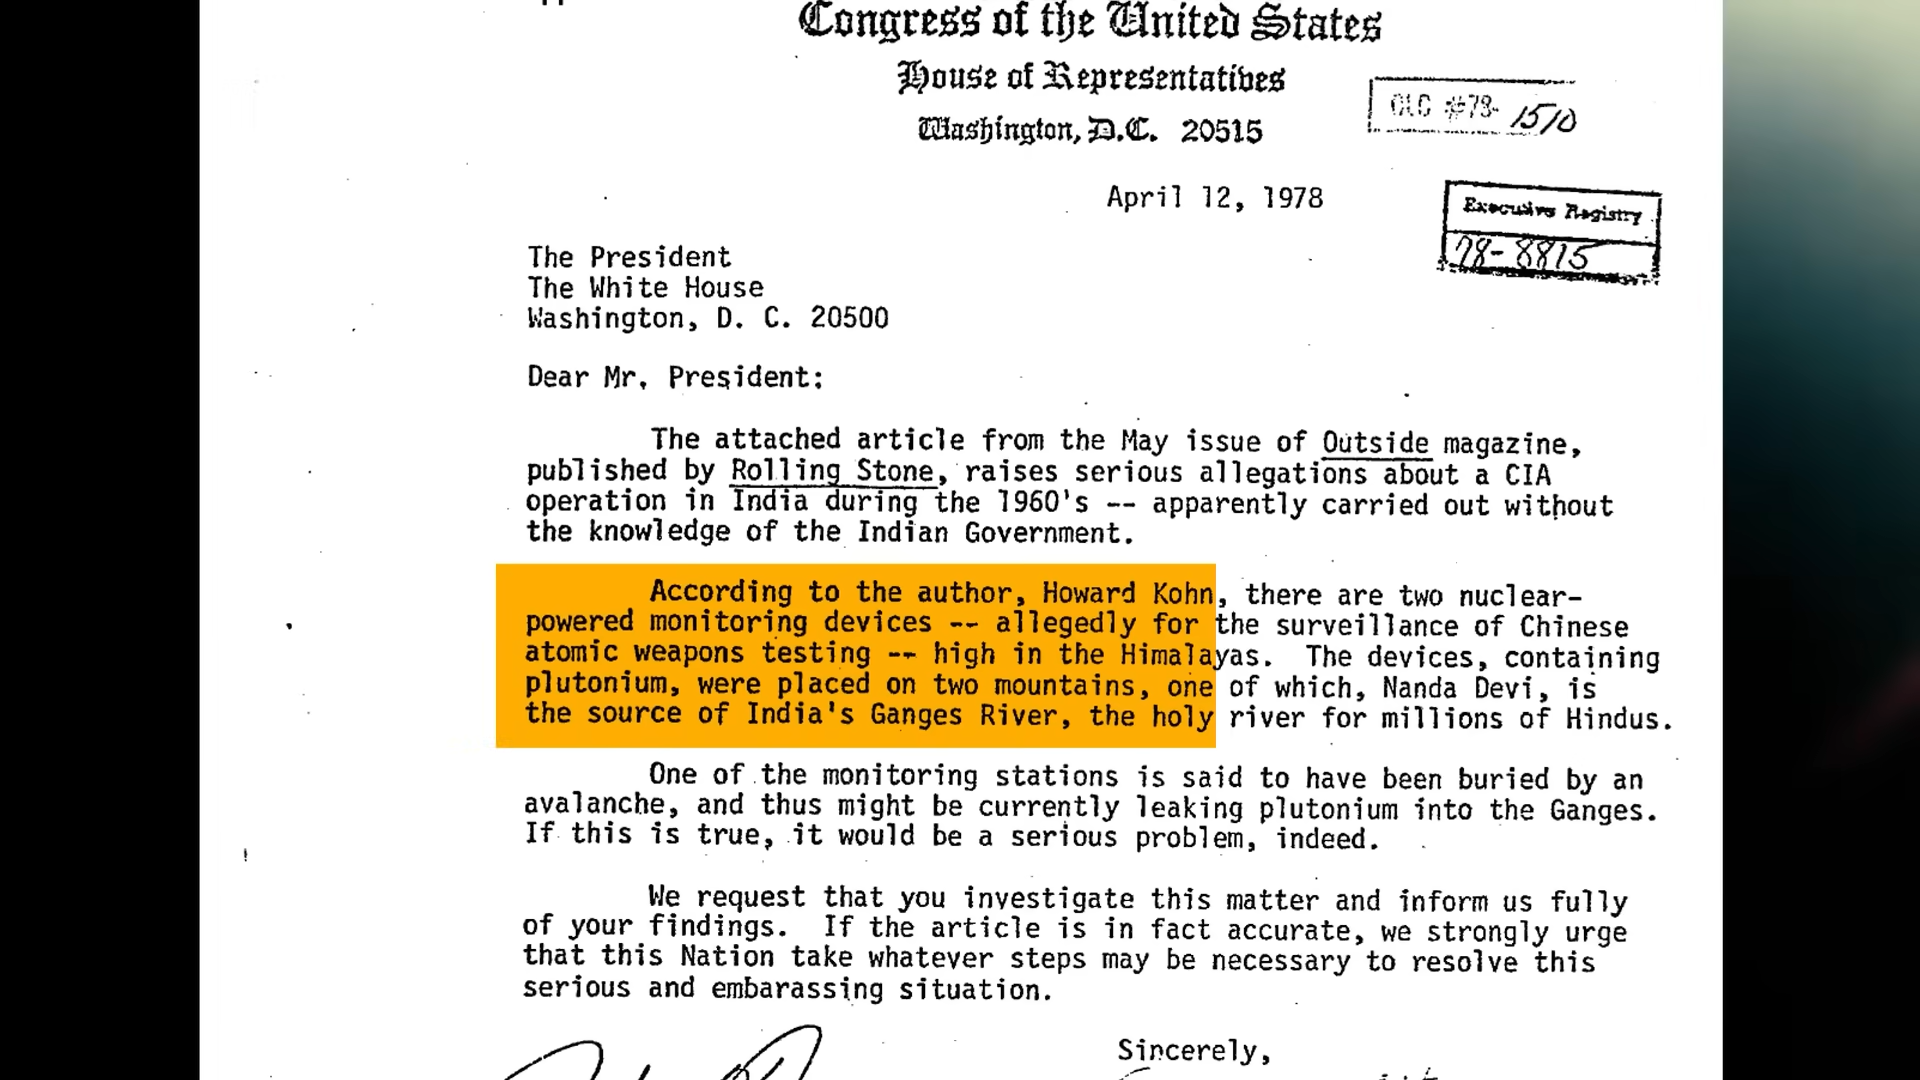 Congress of the United States
House of Representatives
Washington, D.C. 20515
OLC #78- 1510
April 12, 1978
Executive Registry
78-8815
The President
The White House
Washington, D. C. 20500
Dear Mr. President:
The attached article from the May issue of Outside magazine,
published by Rolling Stone, raises serious allegations about a CIA
operation in India during the 1960's -- apparently carried out without
the knowledge of the Indian Government.
According to the author, Howard Kohn, there are two nuclear-
powered monitoring devices -- allegedly for the surveillance of Chinese
atomic weapons testing -- high in the Himalayas. The devices, containing
plutonium, were placed on two mountains, one of which, Nanda Devi, is
the source of India's Ganges River, the holy river for millions of Hindus.
One of the monitoring stations is said to have been buried by an
avalanche, and thus might be currently leaking plutonium into the Ganges.
If this is true, it would be a serious problem, indeed.
We request that you investigate this matter and inform us fully
of your findings. If the article is in fact accurate, we strongly urge
that this Nation take whatever steps may be necessary to resolve this
serious and embarassing situation.
Sincerely,